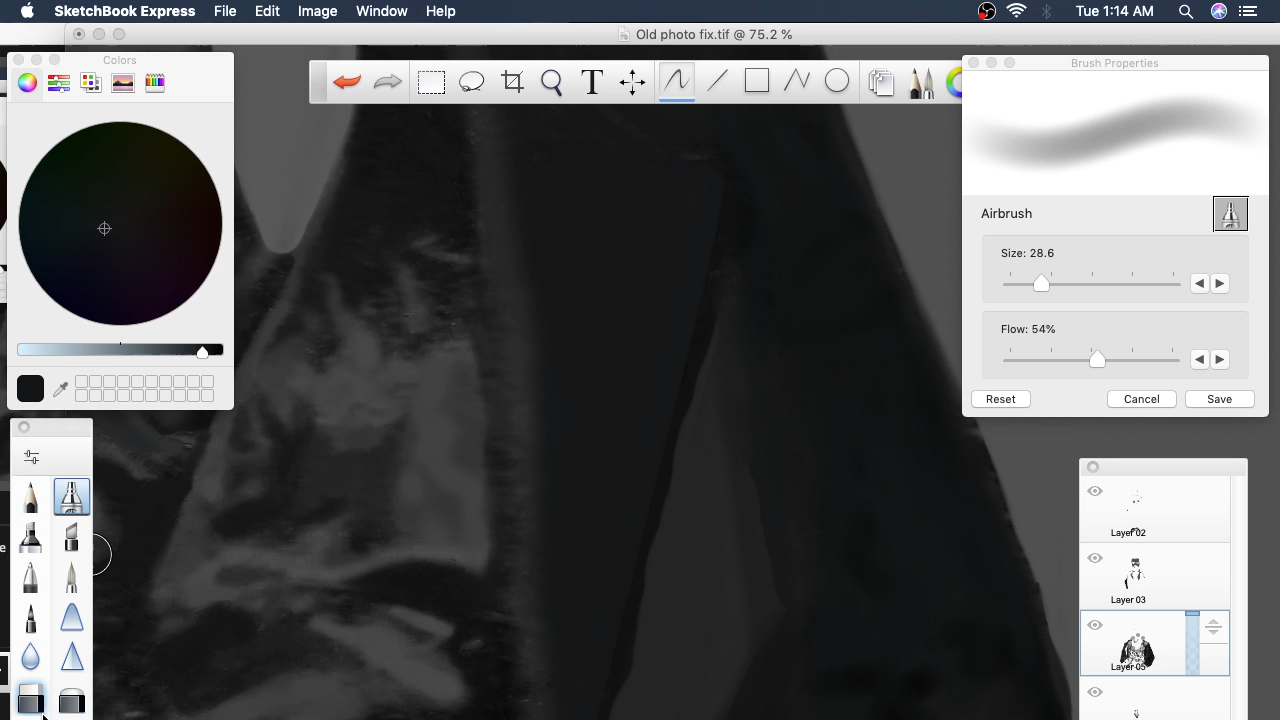 SketchBook Express File Edit Image Window Help Tue 1:14 AM
Old photo fix.tif @ 75.2 %
Colors
Brush Properties
T
Airbrush
Size: 28.6
Flow: 54%
Reset Cancel Save
Layer 02
Layer 03
Layer 05